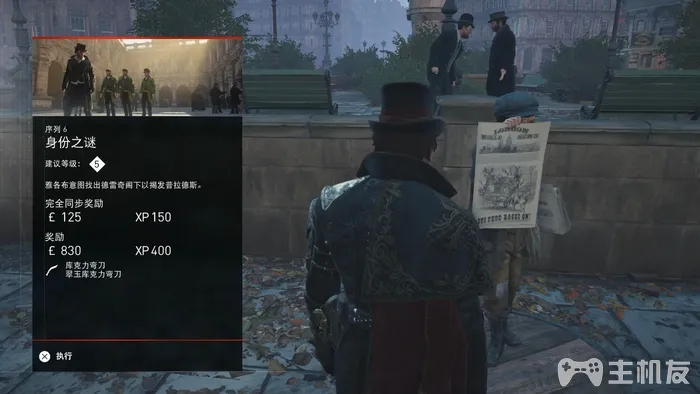 序列 6
身份之谜
建议等级： 5
雅各布意图找出德雷奇阁下以揭发普拉德斯。
完全同步奖励
£ 125 XP 150
奖励
£ 830 XP 400
库克力弯刀
翠玉库克力弯刀
执行
LONDON
主机友